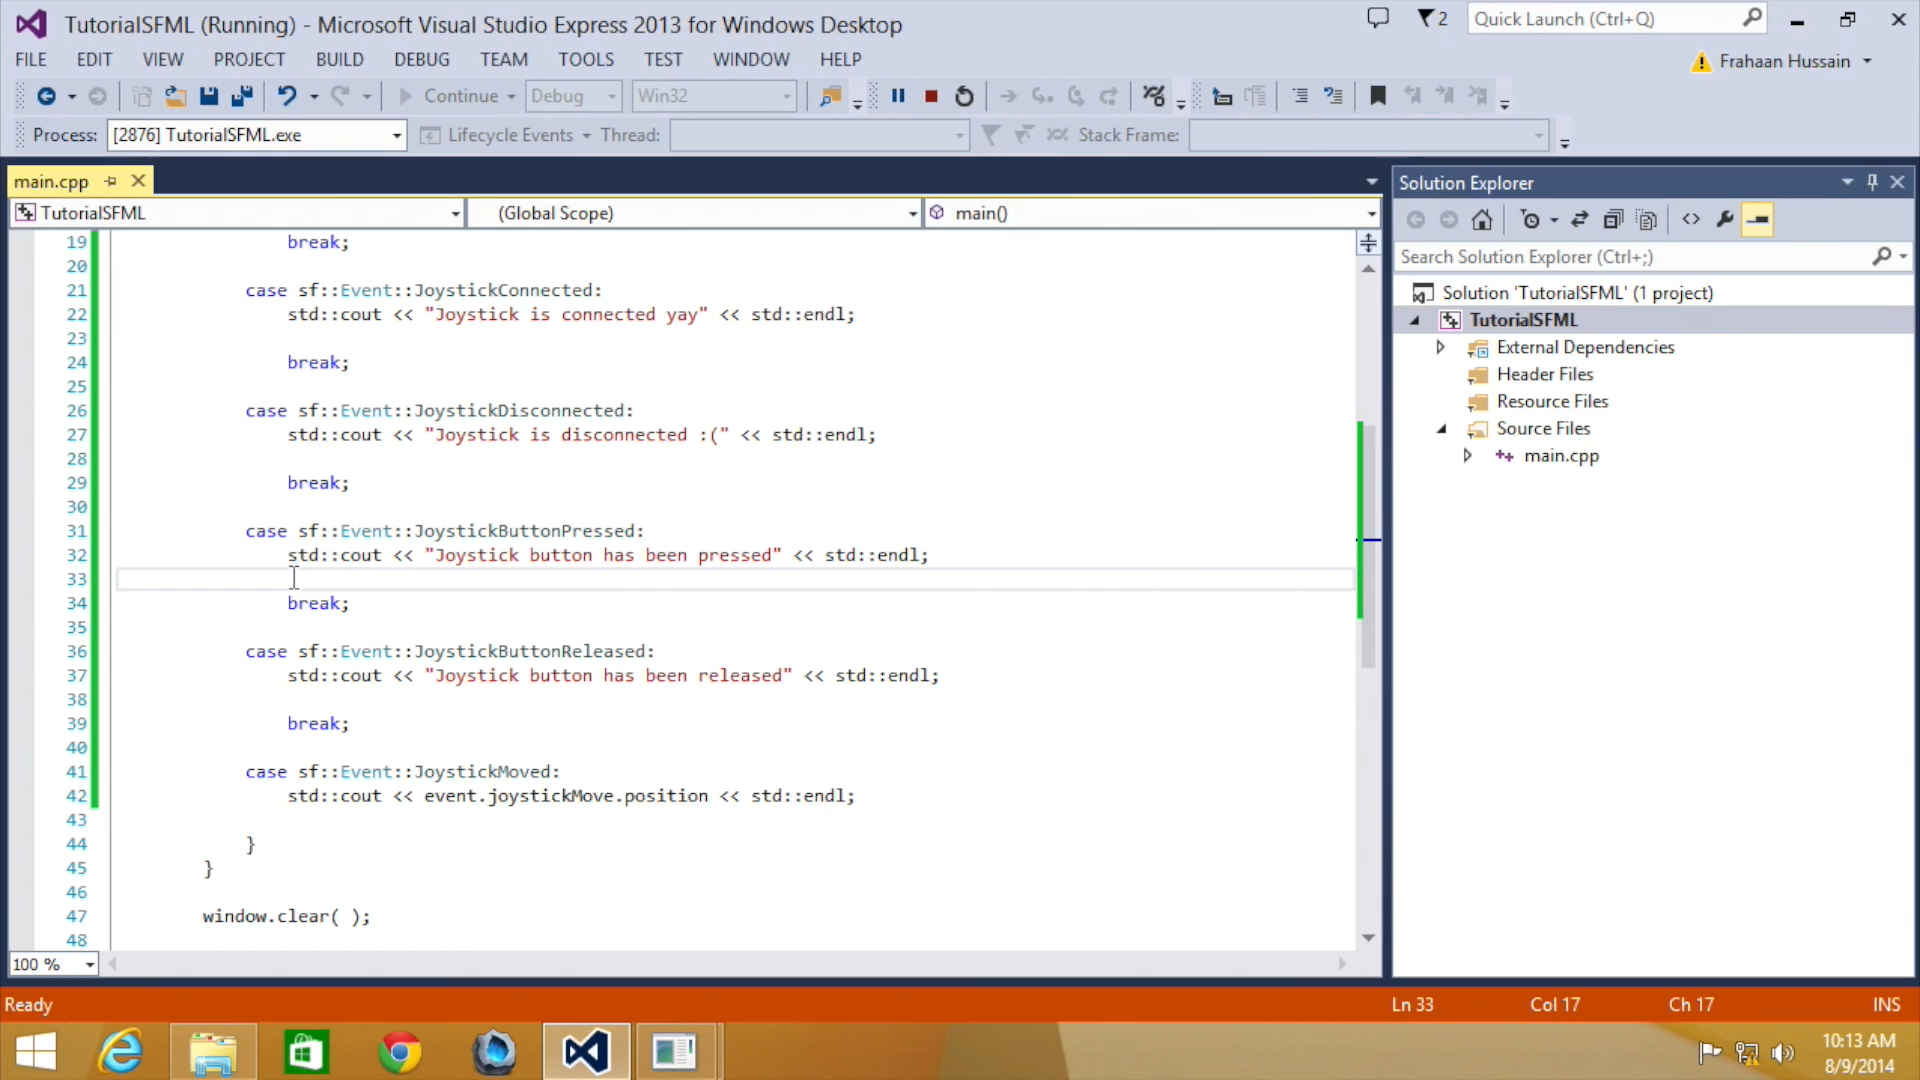 TutorialSFML (Running) - Microsoft Visual Studio Express 2013 for Windows Desktop
2
Quick Launch (Ctrl+Q)
FILE EDIT VIEW PROJECT BUILD DEBUG TEAM TOOLS TEST WINDOW HELP
Frahaan Hussain
Continue
Debug
Win32
Process: [2876] TutorialSFML.exe
Lifecycle Events
Thread:
Stack Frame:
main.cpp
TutorialSFML
(Global Scope)
main()
19 break;
20
21 case sf::Event::JoystickConnected:
22 std::cout << "Joystick is connected yay" << std::endl;
23
24 break;
25
26 case sf::Event::JoystickDisconnected:
27 std::cout << "Joystick is disconnected :(" << std::endl;
28
29 break;
30
31 case sf::Event::JoystickButtonPressed:
32 std::cout << "Joystick button has been pressed" << std::endl;
33
34 break;
35
36 case sf::Event::JoystickButtonReleased:
37 std::cout << "Joystick button has been released" << std::endl;
38
39 break;
40
41 case sf::Event::JoystickMoved:
42 std::cout << event.joystickMove.position << std::endl;
43
44 }
45 }
46
47 window.clear( );
48
100 %
Solution Explorer
Search Solution Explorer (Ctrl+;)
Solution 'TutorialSFML' (1 project)
TutorialSFML
External Dependencies
Header Files
Resource Files
Source Files
main.cpp
Ready
Ln 33
Col 17
Ch 17
INS
10:13 AM
8/9/2014